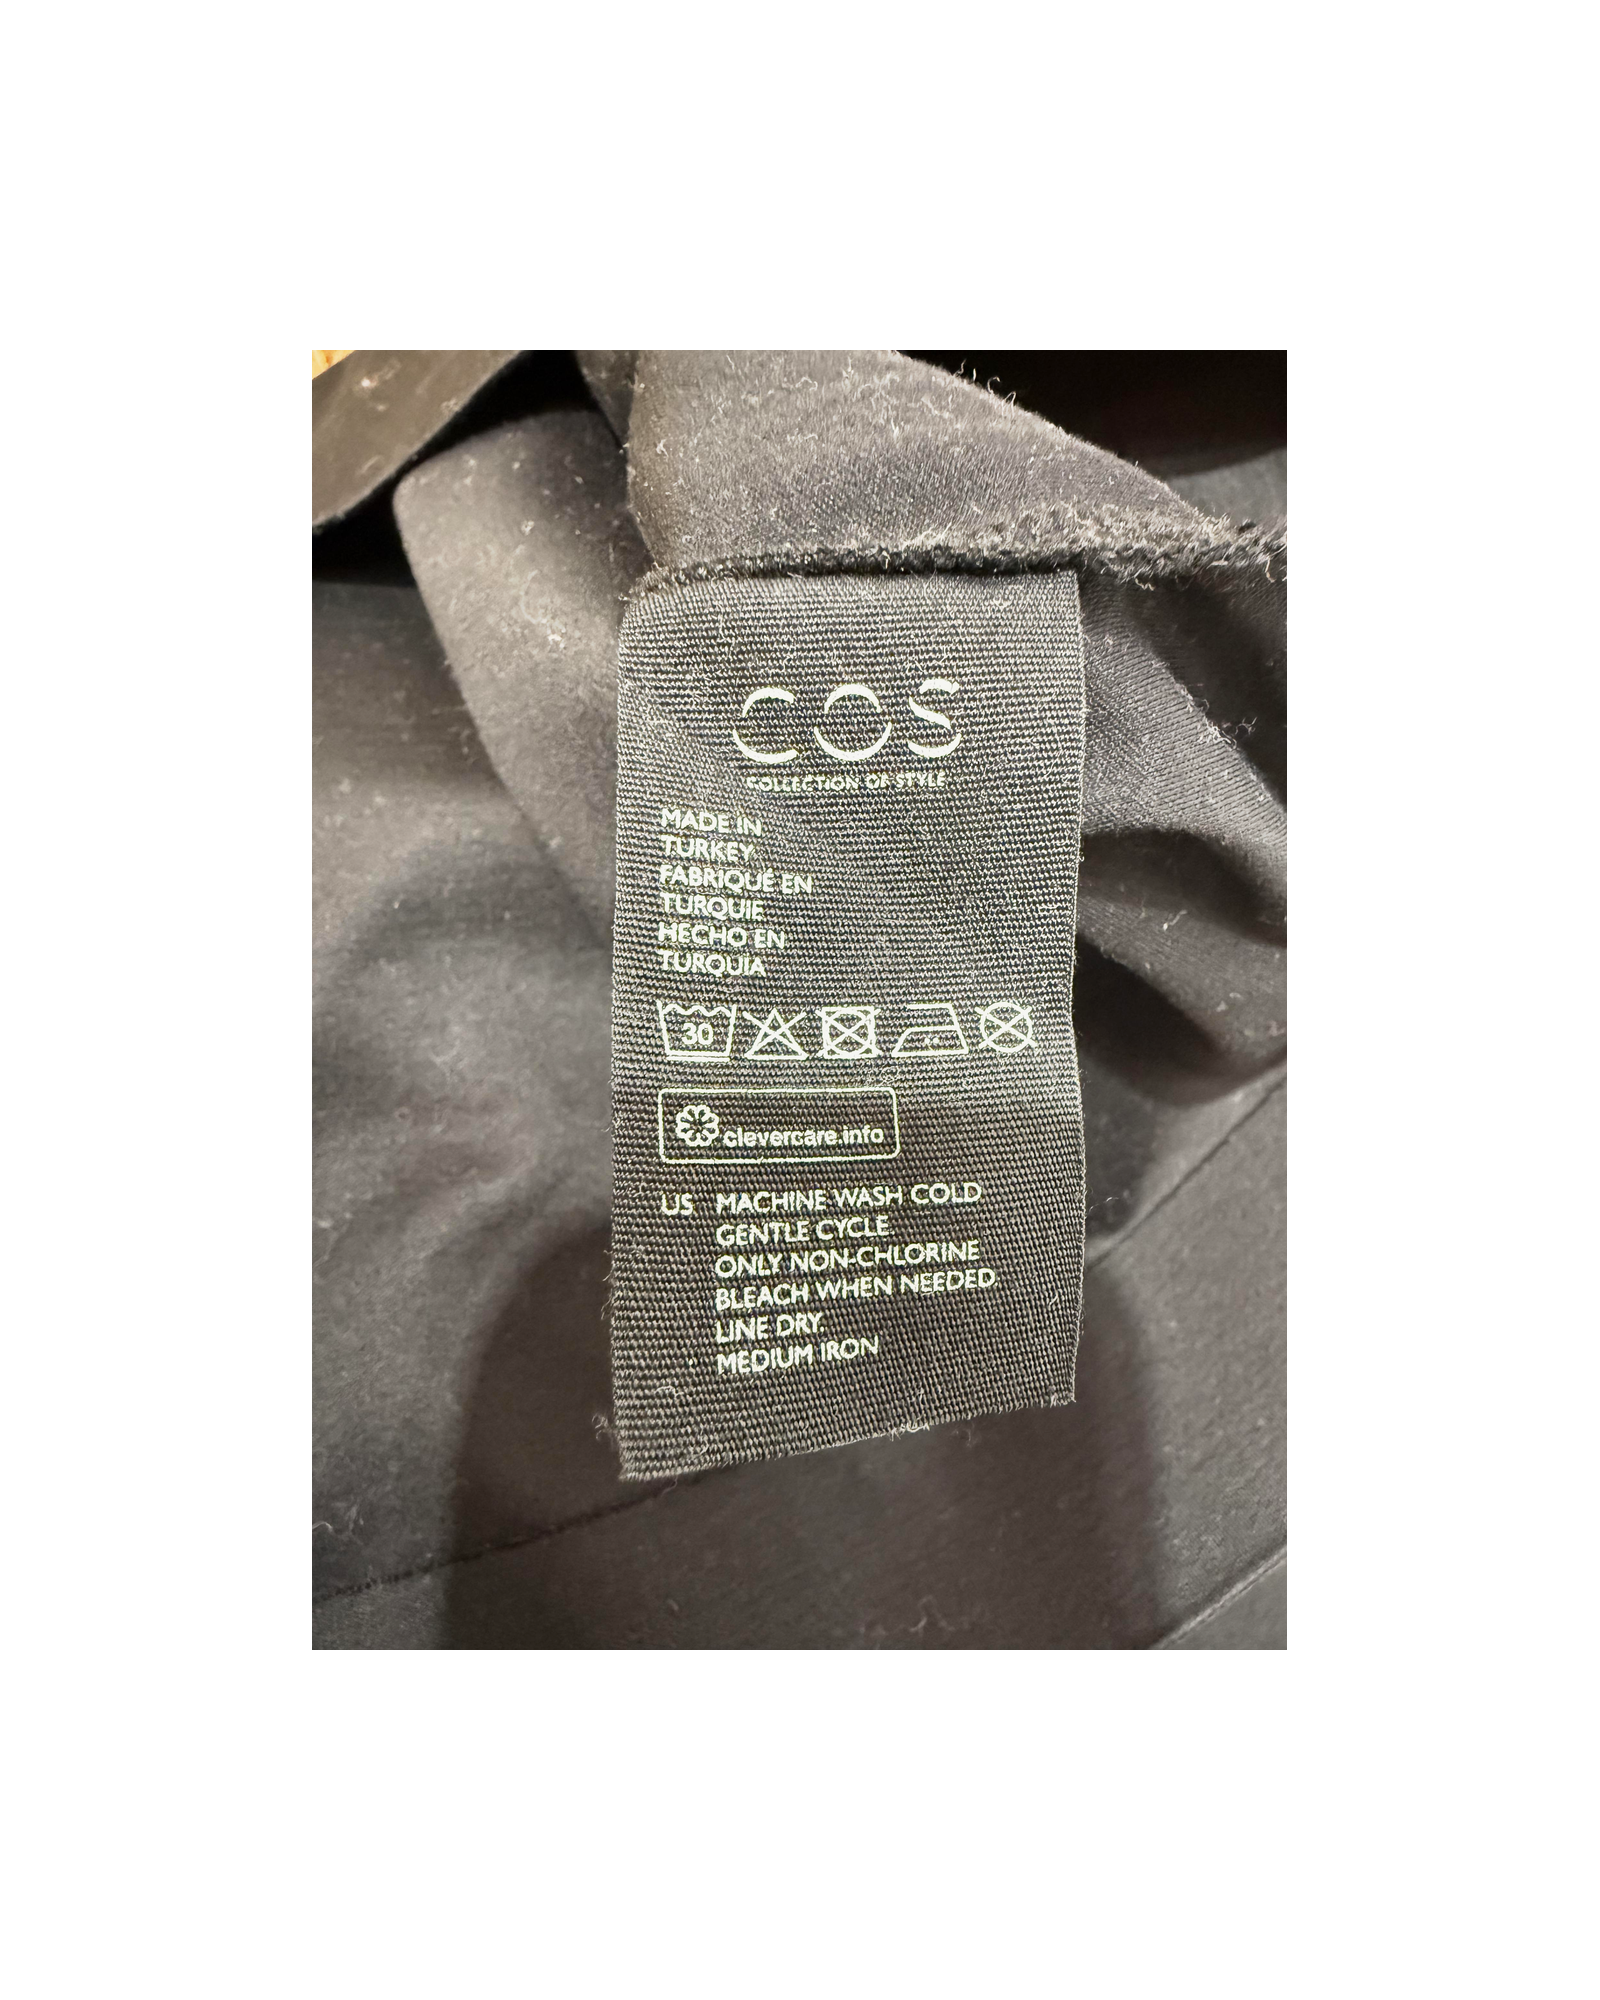 COS
COLLECTION OF STYLE
MADE IN
TURKEY
FABRIQUÉ EN
TURQUIE
HECHO EN
TURQUIA
30
clevercare.info
US MACHINE WASH COLD
GENTLE CYCLE.
ONLY NON-CHLORINE
BLEACH WHEN NEEDED.
LINE DRY.
MEDIUM IRON